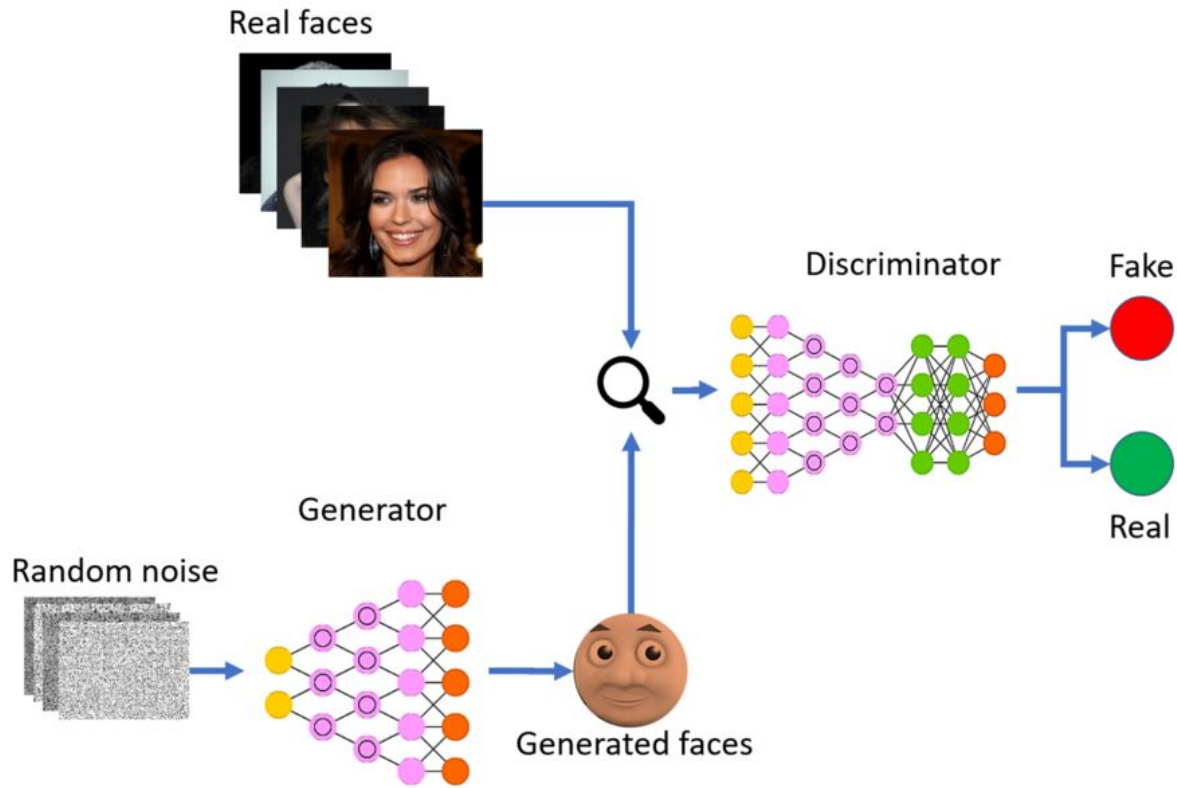 Real faces
Discriminator
Fake
Real
Generator
Random noise
Generated faces